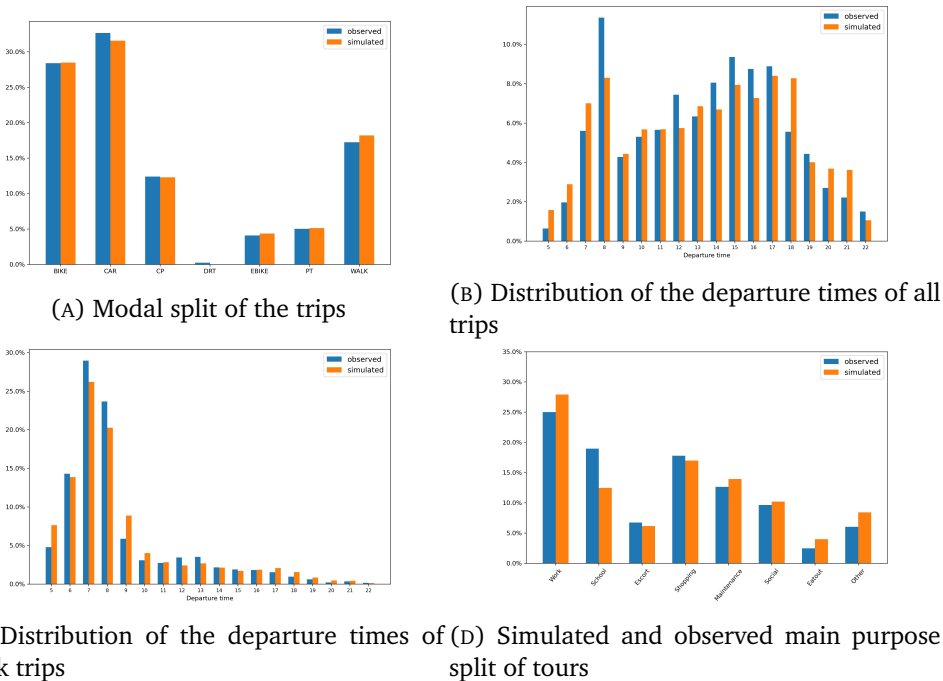 observed
simulated
30.0%
25.0%
20.0%
15.0%
10.0%
5.0%
0.0%
BIKE CAR CP DRT EBIKE PT WALK
(A) Modal split of the trips
observed
simulated
10.0%
8.0%
6.0%
4.0%
2.0%
0.0%
5 6 7 8 9 10 11 12 13 14 15 16 17 18 19 20 21 22
Departure time
(B) Distribution of the departure times of all
trips
observed
simulated
30.0%
25.0%
20.0%
15.0%
10.0%
5.0%
0.0%
5 6 7 8 9 10 11 12 13 14 15 16 17 18 19 20 21 22
Departure time
Distribution of the departure times of
k trips
observed
simulated
35.0%
30.0%
25.0%
20.0%
15.0%
10.0%
5.0%
0.0%
Work School Escort Shopping Maintenance Social Eatout Other
(D) Simulated and observed main purpose
split of tours